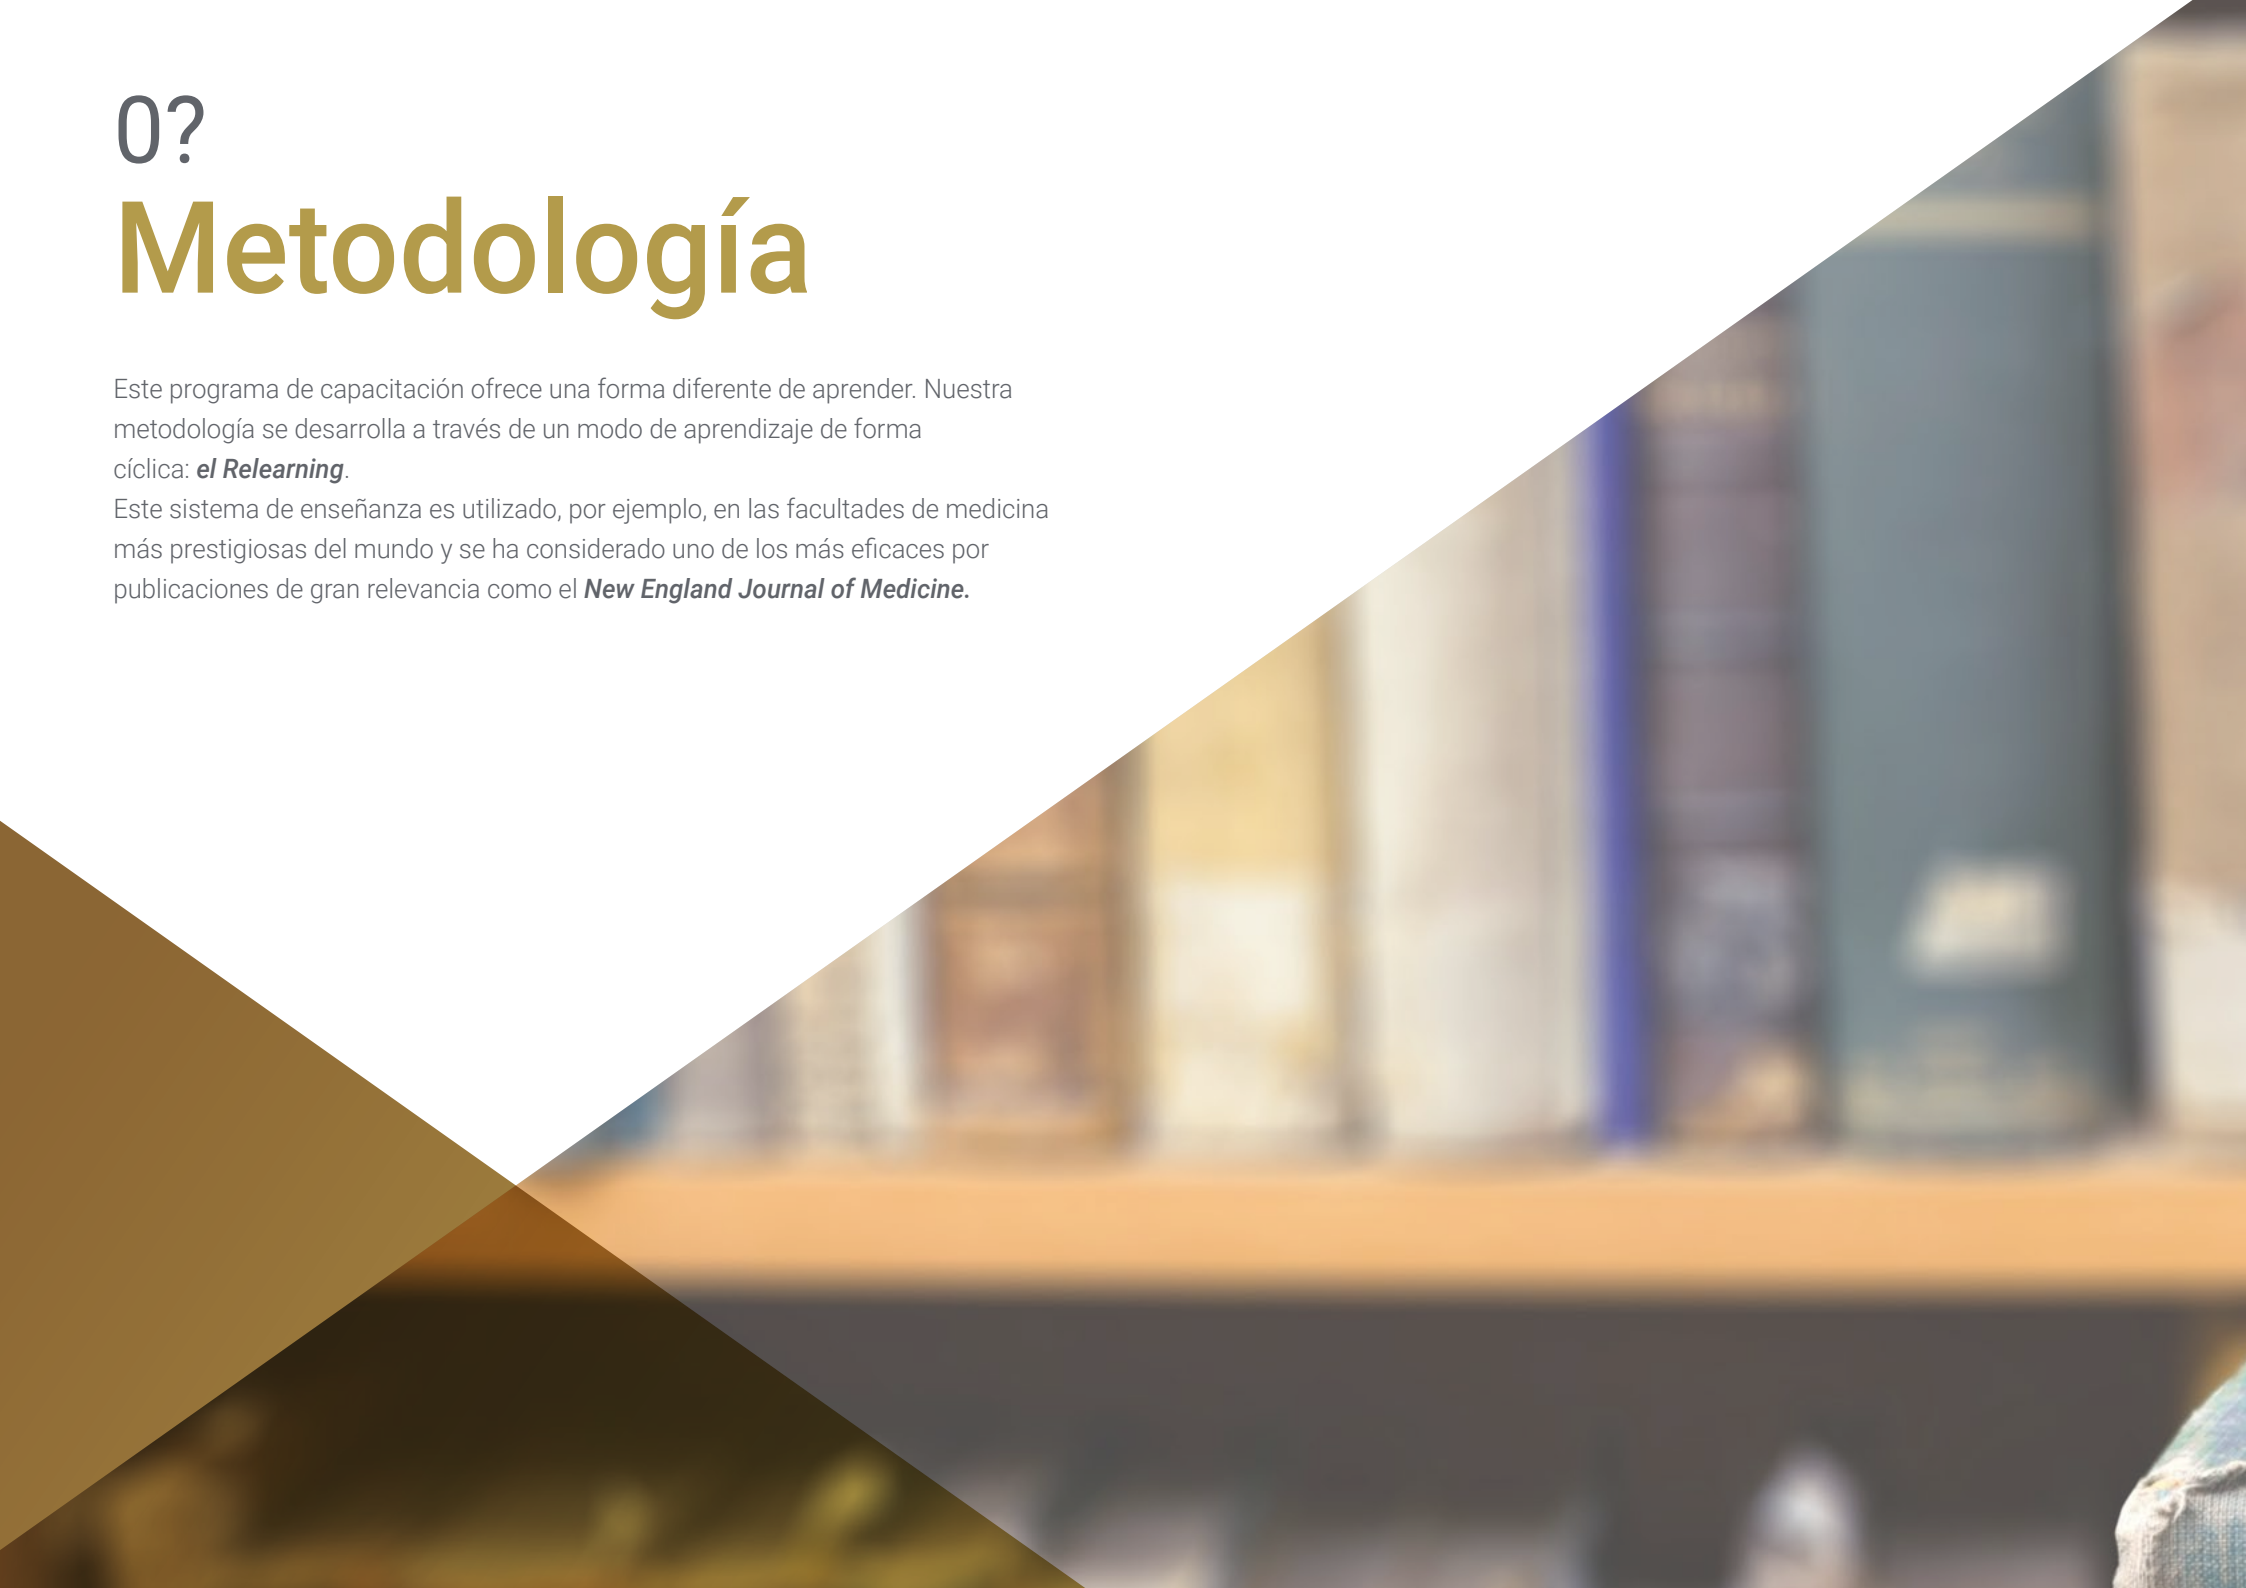 0?
Metodología
Este programa de capacitación ofrece una forma diferente de aprender. Nuestra
metodología se desarrolla a través de un modo de aprendizaje de forma
cíclica: el Relearning.
Este sistema de enseñanza es utilizado, por ejemplo, en las facultades de medicina
más prestigiosas del mundo y se ha considerado uno de los más eficaces por
publicaciones de gran relevancia como el New England Journal of Medicine.